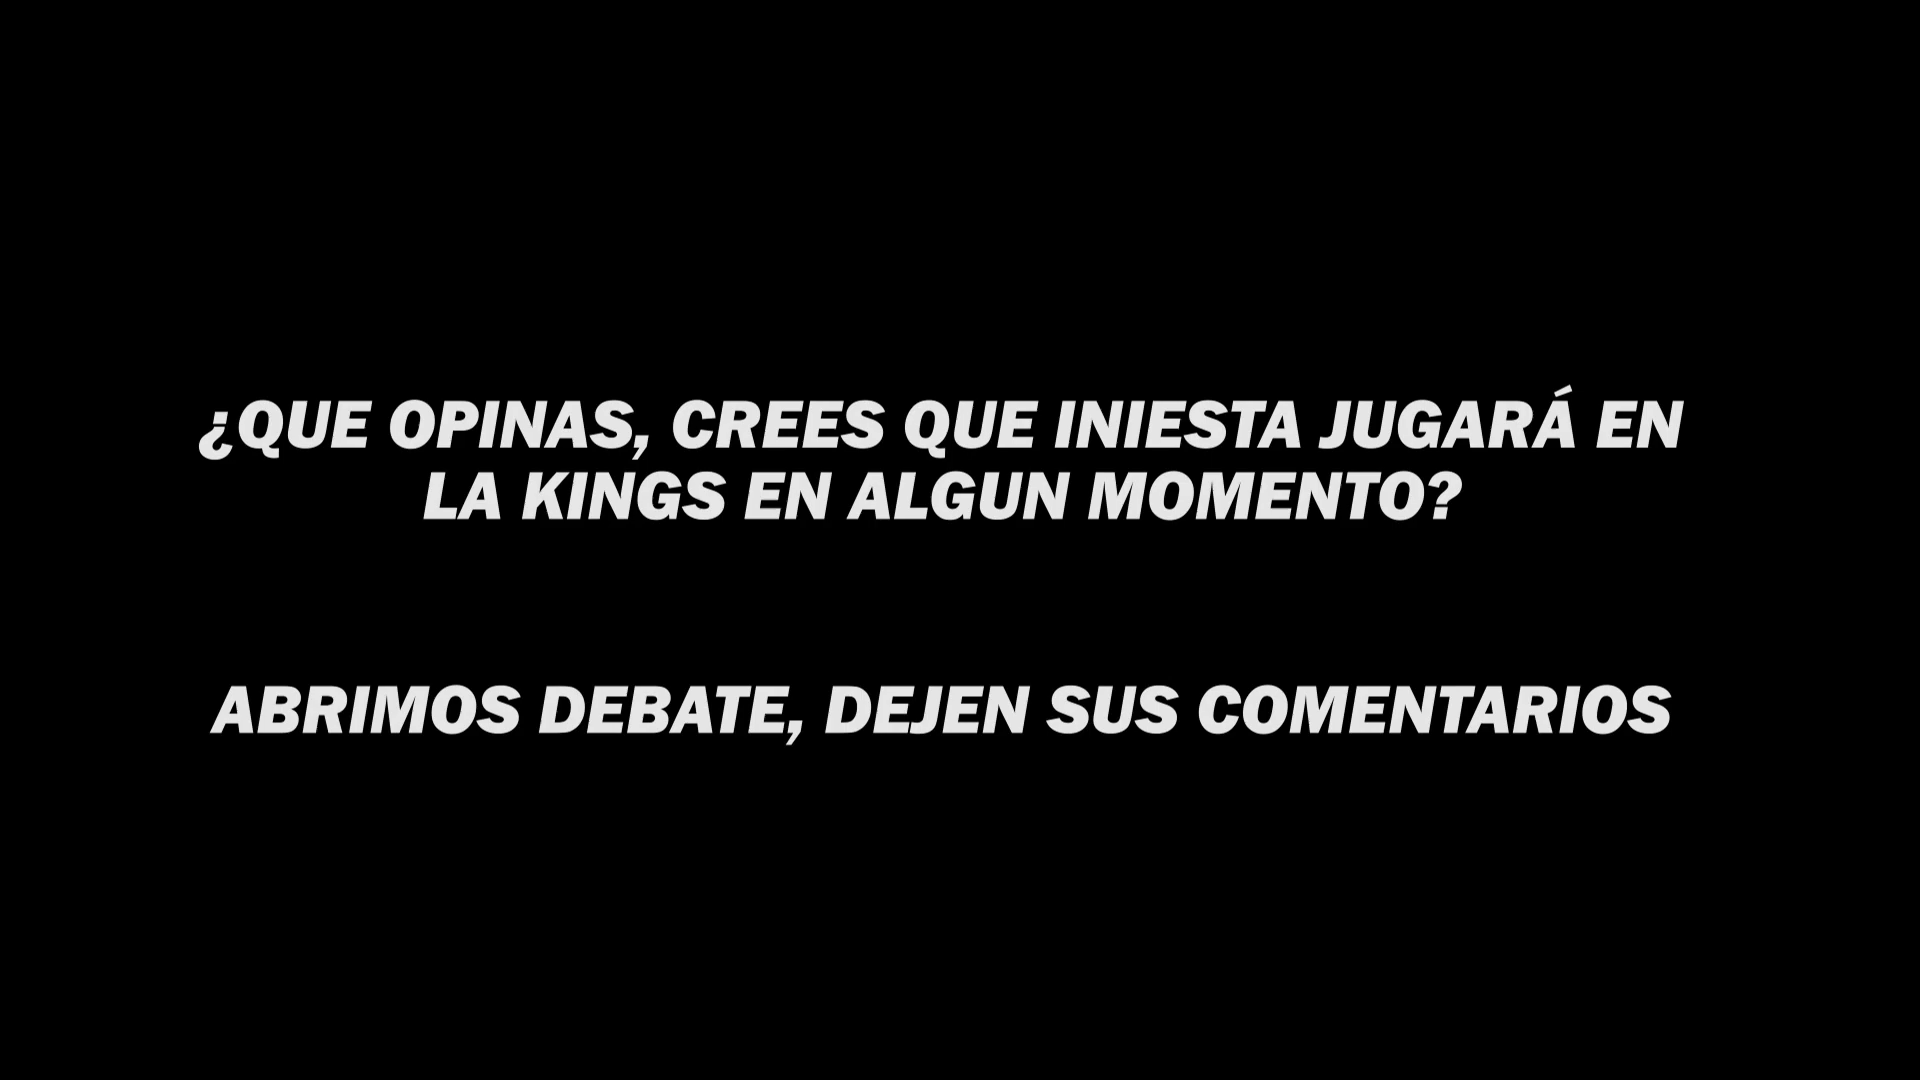 ¿QUE OPINAS, CREES QUE INIESTA JUGARÁ EN
LA KINGS EN ALGUN MOMENTO?
ABRIMOS DEBATE, DEJEN SUS COMENTARIOS